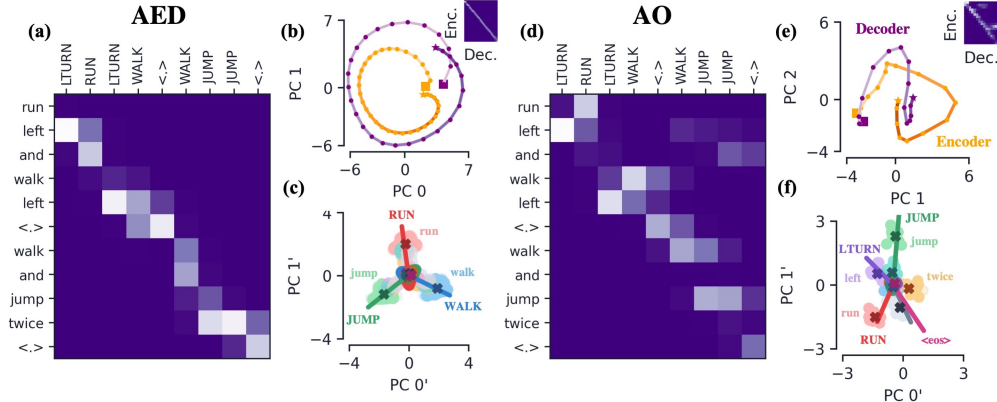 AED
AO
(a)
LTURN
RUN
LTURN
WALK
<.>
WALK
JUMP
JUMP
<.>
run
left
and
walk
left
<.>
walk
and
jump
twice
<.>
(b)
Enc.
Dec.
PC 1
6
0
−6
−6
0
7
PC 0
(c)
RUN
run
jump
walk
JUMP
WALK
PC 1'
4
0
−4
−4
0
4
PC 0'
(d)
LTURN
RUN
LTURN
WALK
<.>
WALK
JUMP
JUMP
<.>
run
left
and
walk
left
<.>
walk
and
jump
twice
<.>
(e)
Decoder
Enc.
Dec.
Encoder
PC 2
6
0
−4
−4
0
6
PC 1
(f)
JUMP
jump
LTURN
left
twice
run
RUN
<eos>
PC 1'
3
0
−3
−3
0
3
PC 0'